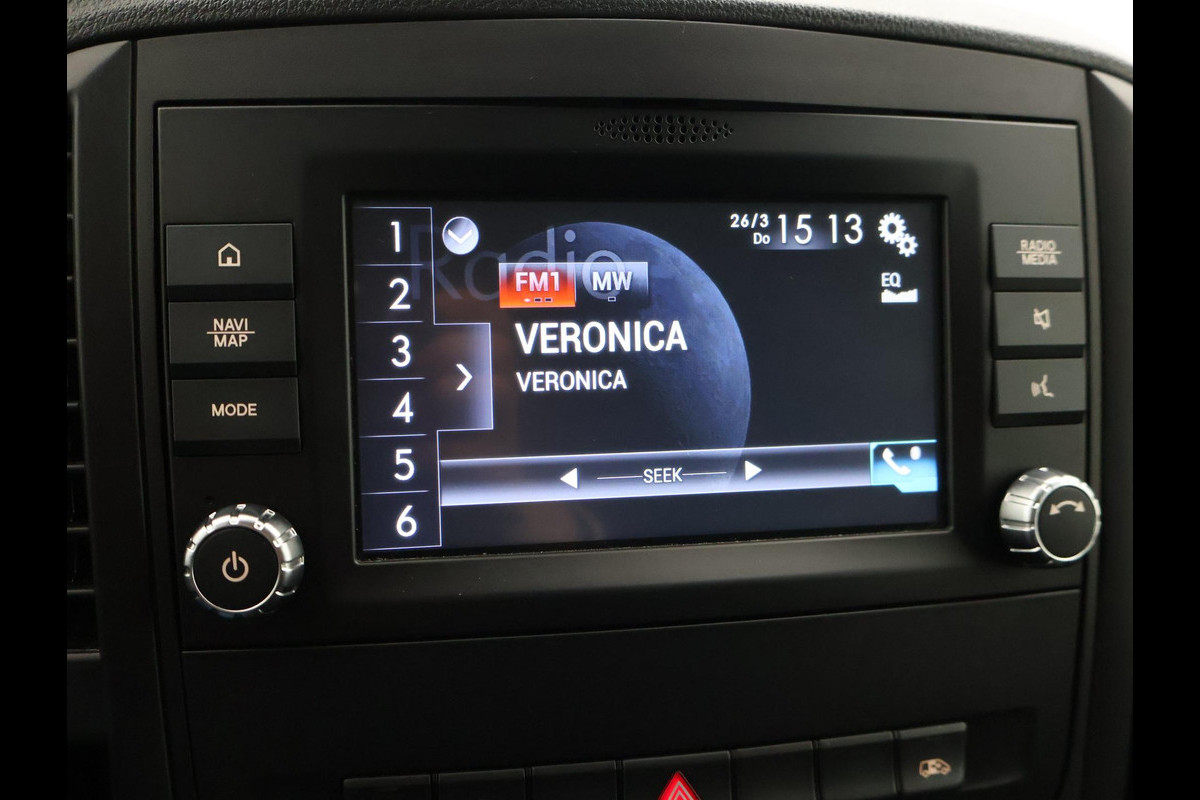 NAVI
MAP
MODE
1
2
3
4
5
6
Radio
26/3
Do
15 13
FM1
MW
EQ
VERONICA
VERONICA
SEEK
RADIO
MEDIA